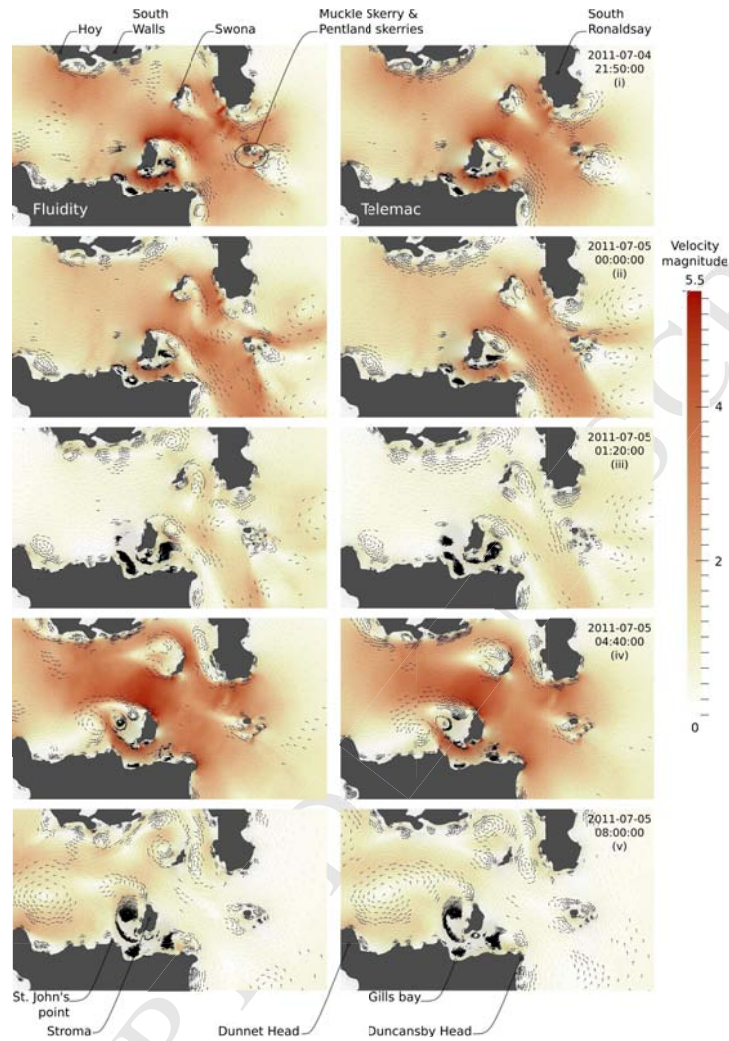 Hoy
South
Walls
Swona
Muckle Skerry &
Pentland skerries
South
Ronaldsay
2011-07-04
21:50:00
(i)
Fluidity
Telemac
2011-07-05
00:00:00
(ii)
Velocity
magnitude
5.5
4
2
0
2011-07-05
01:20:00
(iii)
2011-07-05
04:40:00
(iv)
2011-07-05
08:00:00
(v)
St. John's
point
Stroma
Dunnet Head
Gills bay
Duncansby Head